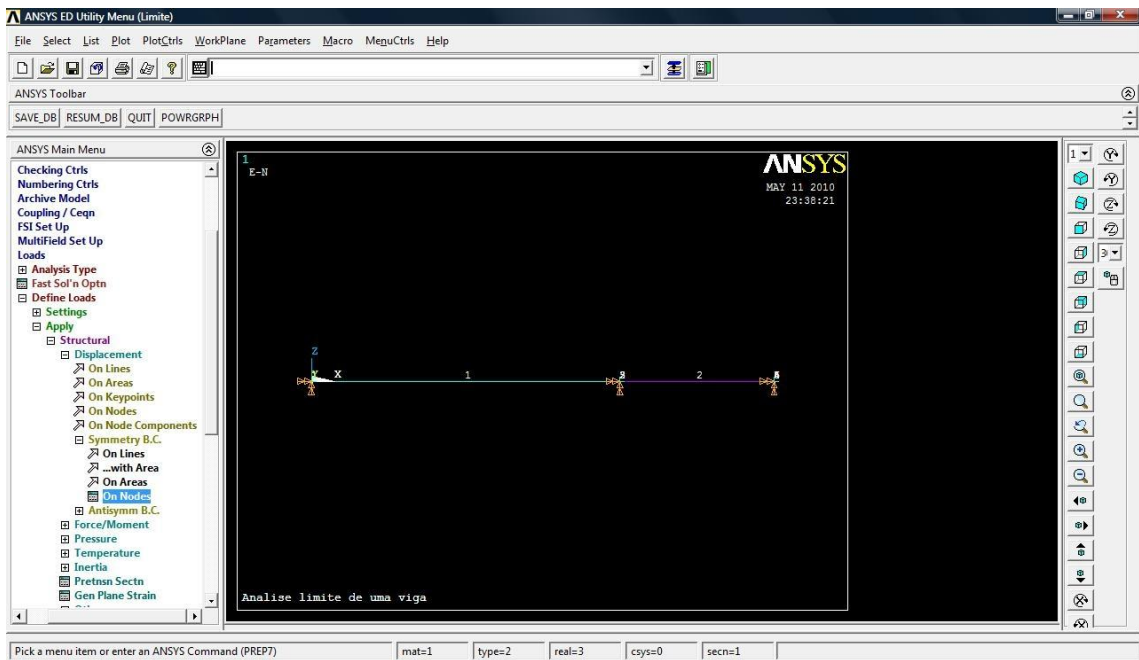 ANSYS ED Utility Menu (Limite)
File Select List Plot PlotCtrls WorkPlane Parameters Macro MenuCtrls Help
ANSYS Toolbar
SAVE_DB RESUM_DB QUIT POWRGRPH
ANSYS Main Menu
Checking Ctrls
Numbering Ctrls
Archive Model
Coupling / Ceqn
FSI Set Up
MultiField Set Up
Loads
Analysis Type
Fast Sol'n Optn
Define Loads
Settings
Apply
Structural
Displacement
On Lines
On Areas
On Keypoints
On Nodes
On Node Components
Symmetry B.C.
On Lines
...with Area
On Areas
On Nodes
Antisymm B.C.
Force/Moment
Pressure
Temperature
Inertia
Pretnsn Sectn
Gen Plane Strain
1
E-N
ANSYS
MAY 11 2010
23:38:21
Z
X 1 2
Analise limite de uma viga
1
Pick a menu item or enter an ANSYS Command (PREP7) mat=1 type=2 real=3 csys=0 secn=1